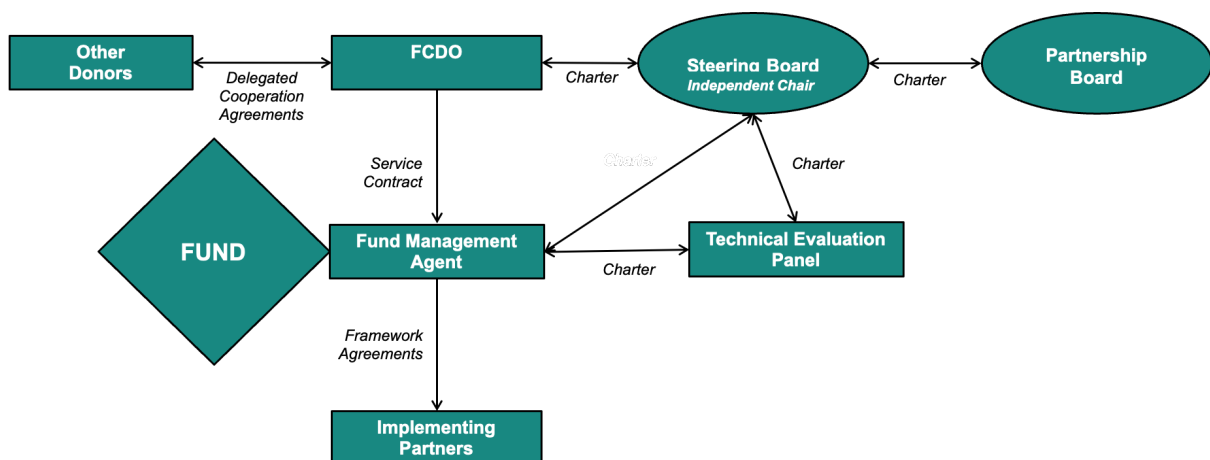 Other
Donors
FCDO
Steering Board
Independent Chair
Partnership
Board
Delegated
Cooperation
Agreements
Charter
Charter
Service
Contract
Charter
Charter
FUND
Fund Management
Agent
Charter
Technical Evaluation
Panel
Framework
Agreements
Implementing
Partners